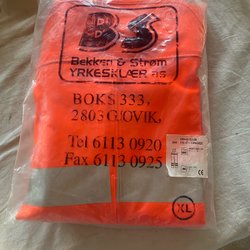 BS
Bekken & Strøm
YRKESKLÆR as
BOKS 333,
2803 GJØVIK,
Tel 6113 0920
Fax 6113 0925
XL